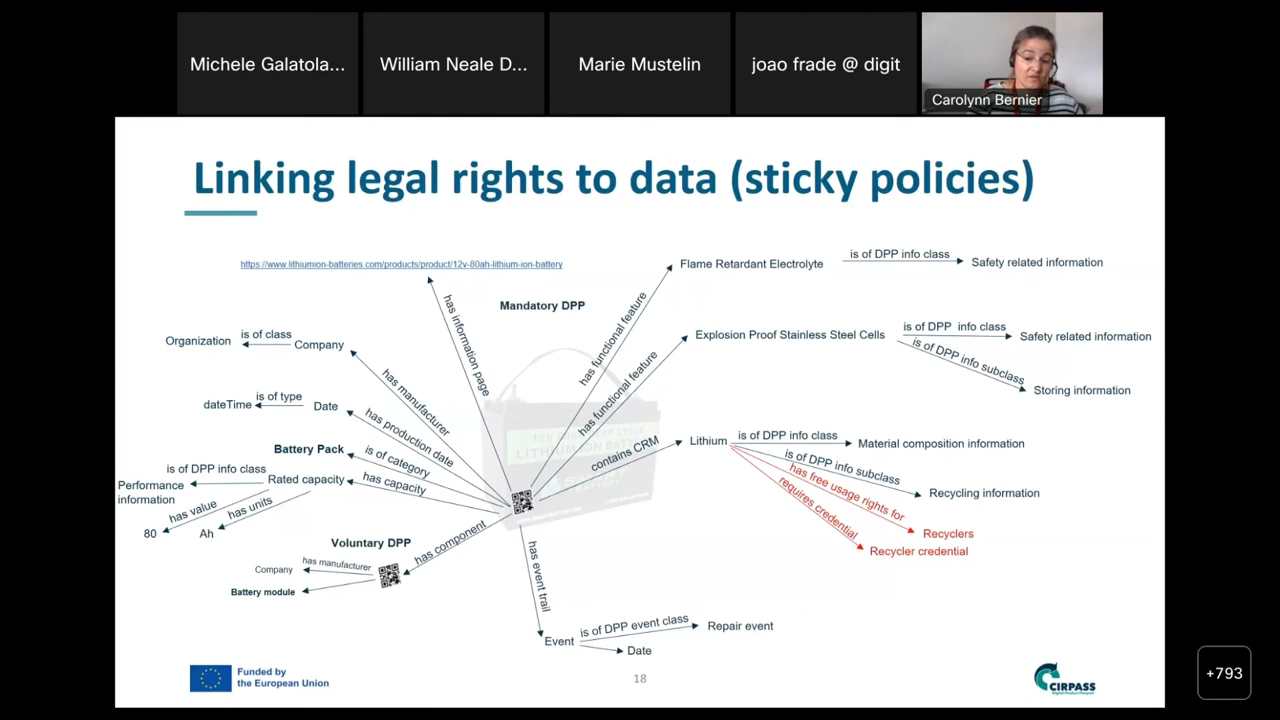 Michele Galatola...
William Neale D...
Marie Mustelin
joao frade @ digit
Carolynn Bernier
Linking legal rights to data (sticky policies)
https://www.lithiumion-batteries.com/products/product/12v-80ah-lithium-ion-battery
Mandatory DPP
has information page
has functional feature
Flame Retardant Electrolyte
is of DPP info class
Safety related information
has functional feature
Explosion Proof Stainless Steel Cells
is of DPP info class
Safety related information
is of DPP info subclass
Storing information
Organization
is of class
Company
has manufacturer
dateTime
is of type
Date
has production date
Battery Pack
is of category
is of DPP info class
Rated capacity
has capacity
Performance
information
has value
has units
80
Ah
contains CRM
Lithium
is of DPP info class
Material composition information
is of DPP info subclass
Recycling information
has free usage rights for
Recyclers
requires credential
Recycler credential
Voluntary DPP
has component
Company
has manufacturer
Battery module
has event trail
Event
is of DPP event class
Repair event
Date
Funded by
the European Union
18
CIRPASS
+793